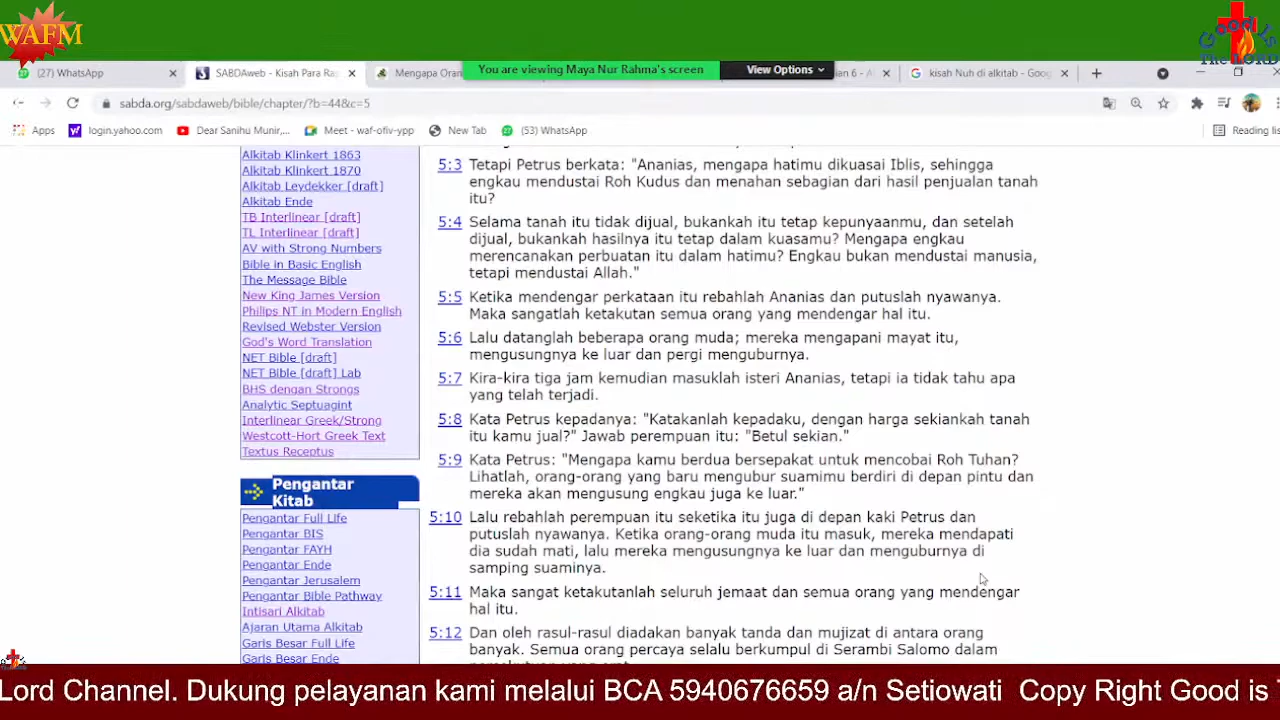 WAFM
Good Is
The LORD
(27) WhatsApp
SABDAweb - Kisah Para Ra
Mengapa Oran
You are viewing Maya Nur Rahma's screen
View Options
ian 6 - Al
kisah Nuh di alkitab - Goog
sabda.org/sabdaweb/bible/chapter/?b=44&c=5
Apps
login.yahoo.com
Dear Sanihu Munir,...
Meet - waf-ofiv-ypp
New Tab
(53) WhatsApp
Reading list
Alkitab Klinkert 1863
Alkitab Klinkert 1870
Alkitab Leydekker [draft]
Alkitab Ende
TB Interlinear [draft]
TL Interlinear [draft]
AV with Strong Numbers
Bible in Basic English
The Message Bible
New King James Version
Philips NT in Modern English
Revised Webster Version
God's Word Translation
NET Bible [draft]
NET Bible [draft] Lab
BHS dengan Strongs
Analytic Septuagint
Interlinear Greek/Strong
Westcott-Hort Greek Text
Textus Receptus
Pengantar
Kitab
Pengantar Full Life
Pengantar BIS
Pengantar FAYH
Pengantar Ende
Pengantar Jerusalem
Pengantar Bible Pathway
Intisari Alkitab
Ajaran Utama Alkitab
Garis Besar Full Life
Garis Besar Ende
5:3 Tetapi Petrus berkata: "Ananias, mengapa hatimu dikuasai Iblis, sehingga
engkau mendustai Roh Kudus dan menahan sebagian dari hasil penjualan tanah
itu?
5:4 Selama tanah itu tidak dijual, bukankah itu tetap kepunyaanmu, dan setelah
dijual, bukankah hasilnya itu tetap dalam kuasamu? Mengapa engkau
merencanakan perbuatan itu dalam hatimu? Engkau bukan mendustai manusia,
tetapi mendustai Allah."
5:5 Ketika mendengar perkataan itu rebahlah Ananias dan putuslah nyawanya.
Maka sangatlah ketakutan semua orang yang mendengar hal itu.
5:6 Lalu datanglah beberapa orang muda; mereka mengapani mayat itu,
mengusungnya ke luar dan pergi menguburnya.
5:7 Kira-kira tiga jam kemudian masuklah isteri Ananias, tetapi ia tidak tahu apa
yang telah terjadi.
5:8 Kata Petrus kepadanya: "Katakanlah kepadaku, dengan harga sekiankah tanah
itu kamu jual?" Jawab perempuan itu: "Betul sekian."
5:9 Kata Petrus: "Mengapa kamu berdua bersepakat untuk mencobai Roh Tuhan?
Lihatlah, orang-orang yang baru mengubur suamimu berdiri di depan pintu dan
mereka akan mengusung engkau juga ke luar."
5:10 Lalu rebahlah perempuan itu seketika itu juga di depan kaki Petrus dan
putuslah nyawanya. Ketika orang-orang muda itu masuk, mereka mendapati
dia sudah mati, lalu mereka mengusungnya ke luar dan menguburnya di
samping suaminya.
5:11 Maka sangat ketakutanlah seluruh jemaat dan semua orang yang mendengar
hal itu.
5:12 Dan oleh rasul-rasul diadakan banyak tanda dan mujizat di antara orang
banyak. Semua orang percaya selalu berkumpul di Serambi Salomo dalam
Lord Channel. Dukung pelayanan kami melalui BCA 5940676659 a/n Setiowati Copy Right Good is